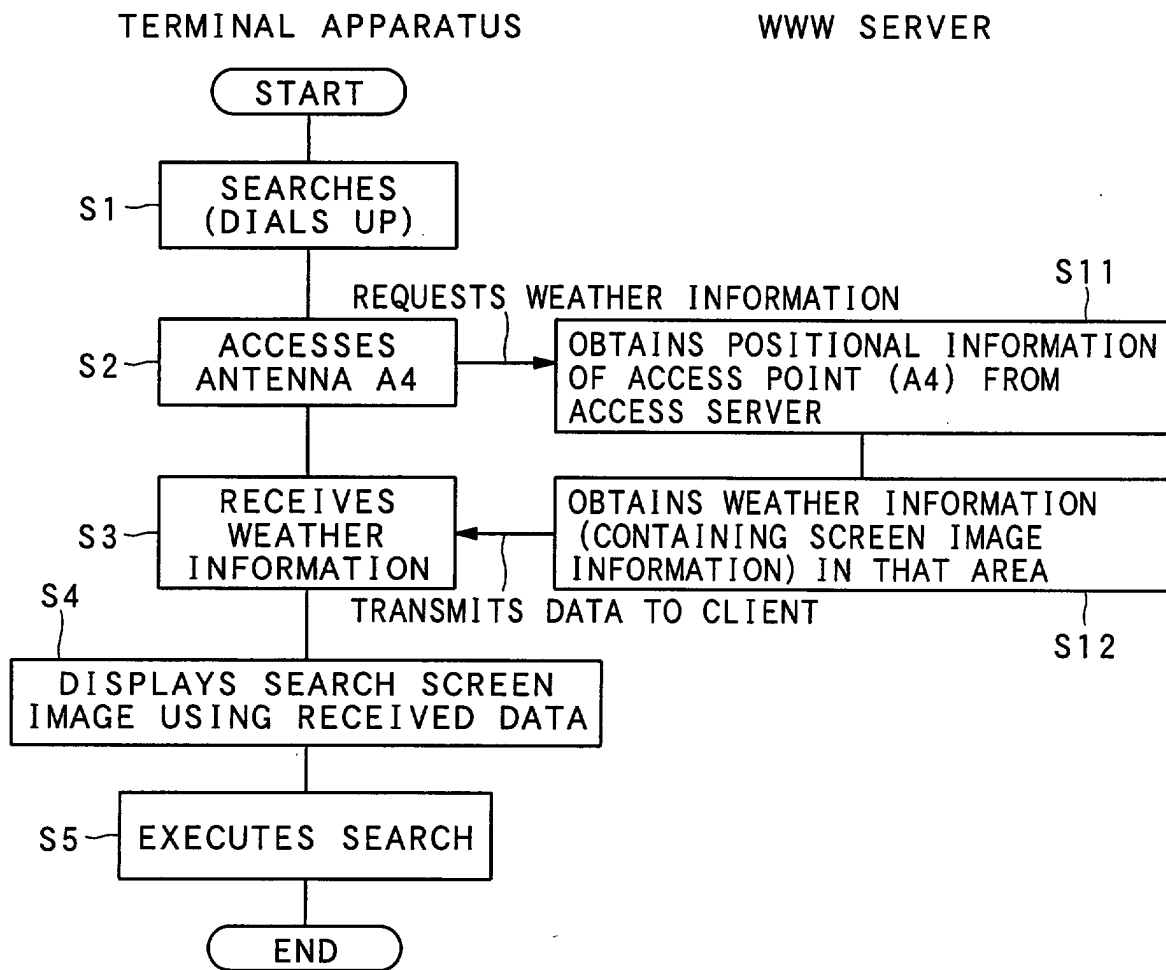 TERMINAL APPARATUS
WWW SERVER
START
S1
SEARCHES
(DIALS UP)
REQUESTS WEATHER INFORMATION
S11
S2
ACCESSES
ANTENNA A4
OBTAINS POSITIONAL INFORMATION
OF ACCESS POINT (A4) FROM
ACCESS SERVER
S3
RECEIVES
WEATHER
INFORMATION
OBTAINS WEATHER INFORMATION
(CONTAINING SCREEN IMAGE
INFORMATION) IN THAT AREA
TRANSMITS DATA TO CLIENT
S12
S4
DISPLAYS SEARCH SCREEN
IMAGE USING RECEIVED DATA
S5
EXECUTES SEARCH
END